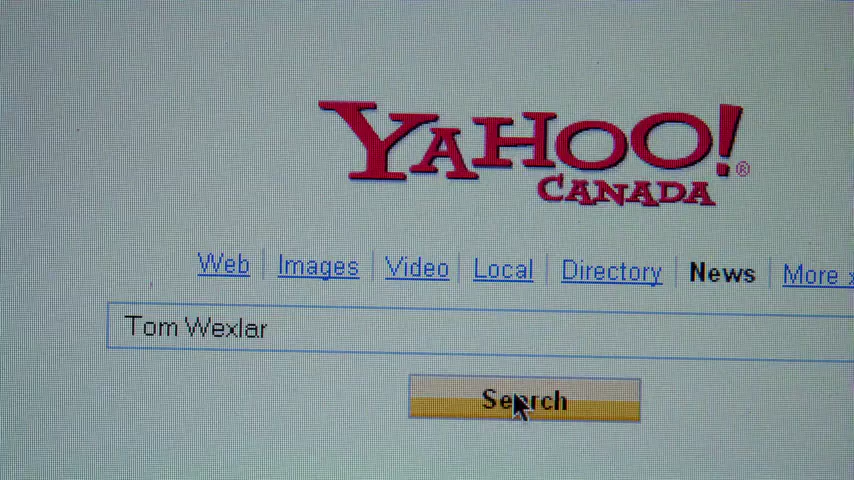 YAHOO!®
CANADA
Web Images Video Local Directory News More »
Tom Wexlar
Search